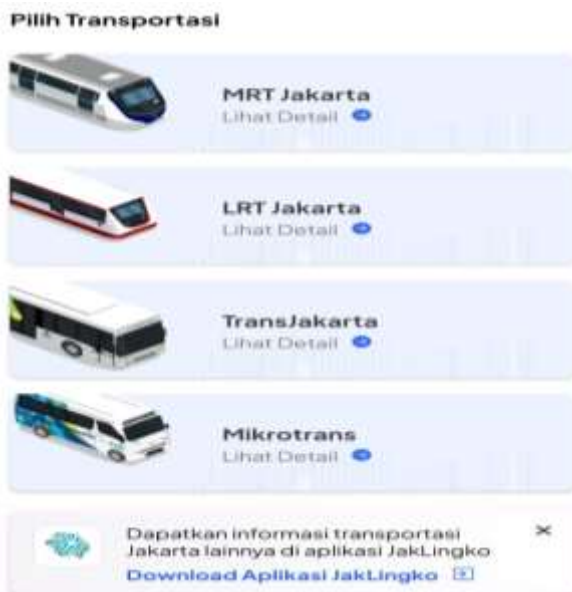 Pilih Transportasi
MRT Jakarta
Lihat Detail
LRT Jakarta
Lihat Detail
TransJakarta
Lihat Detail
Mikrotrans
Lihat Detail
Dapatkan informasi transportasi
Jakarta lainnya di aplikasi JakLingko
Download Aplikasi JakLingko